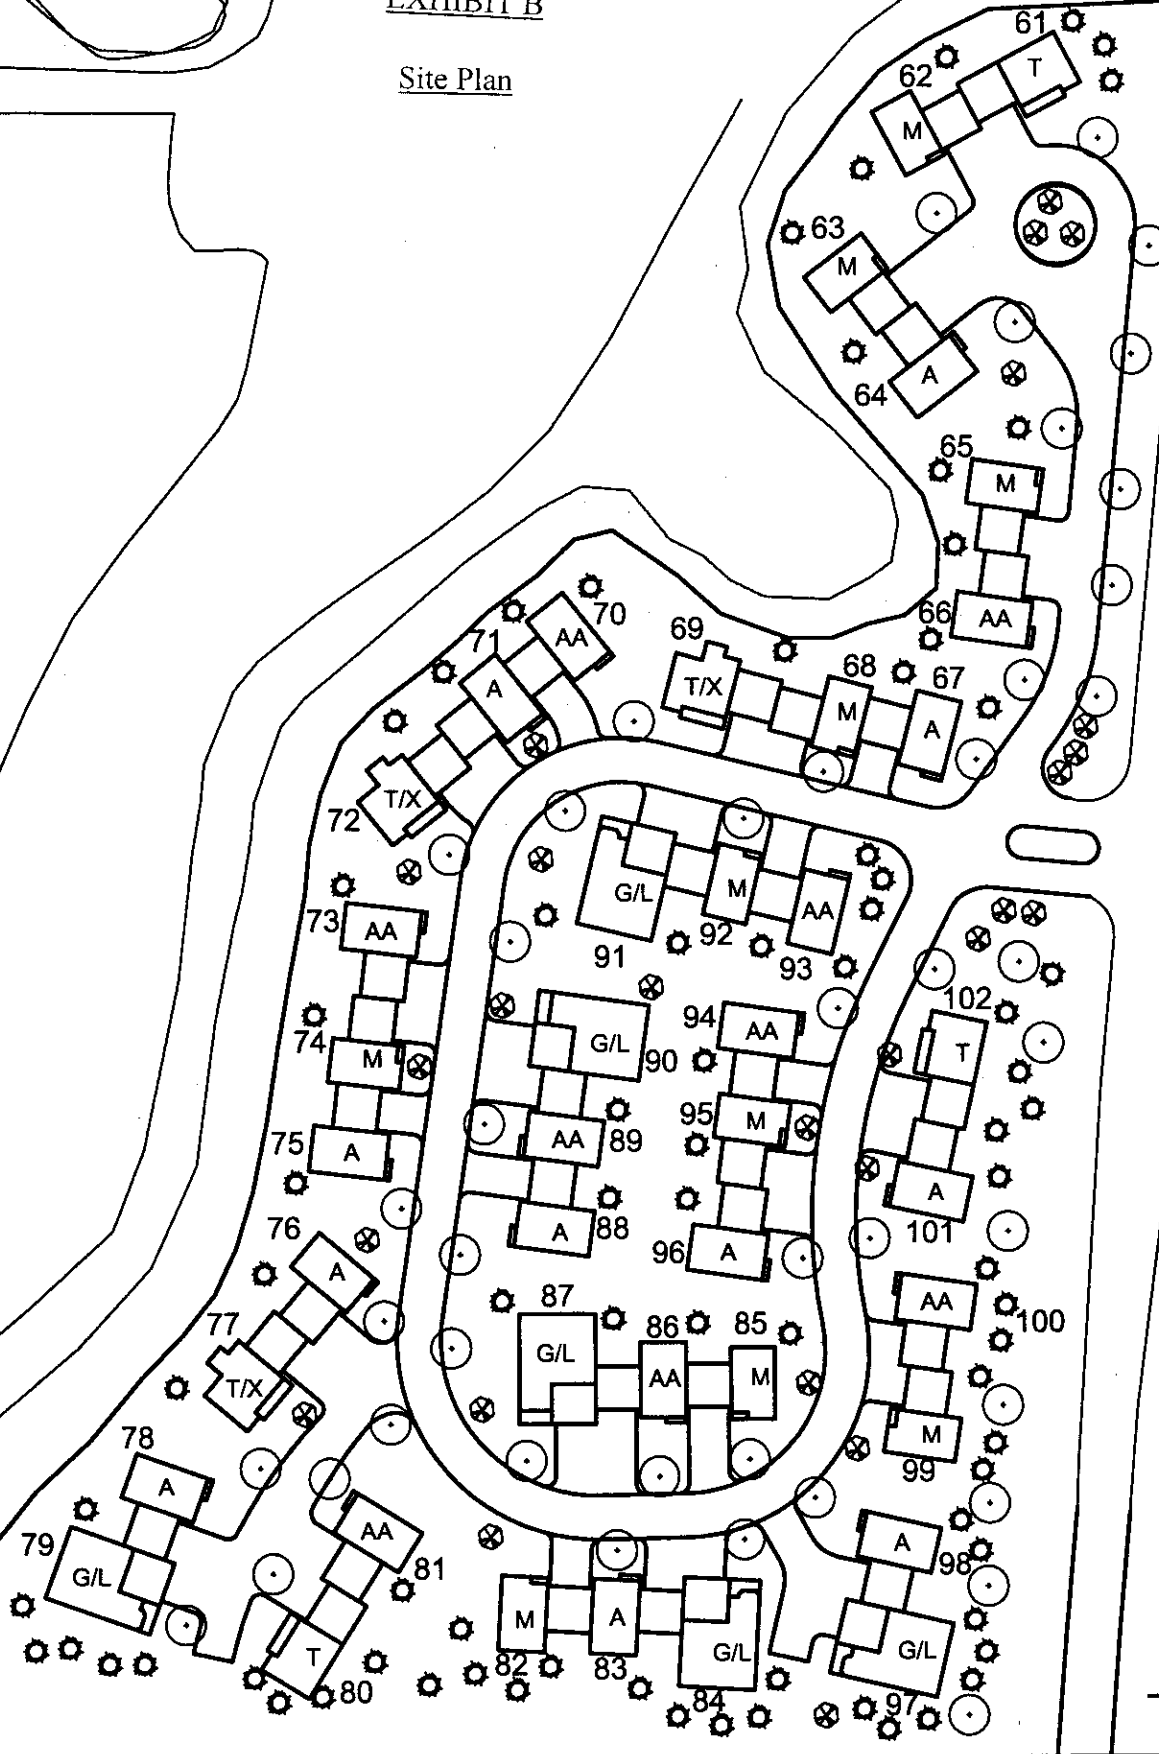 EXHIBIT B
Site Plan
61
T
62
M
63
M
A
64
65
M
66
AA
70
AA
71
A
69
T/X
68
M
67
A
T/X
72
G/L
91
M
92
AA
93
73
AA
74
M
75
A
94
AA
G/L
90
95
M
AA
89
A
88
96
A
102
T
A
101
76
A
77
T/X
87
G/L
86
AA
85
M
AA
100
M
99
78
A
79
G/L
AA
81
T
80
M
82
A
83
G/L
84
A
98
G/L
97